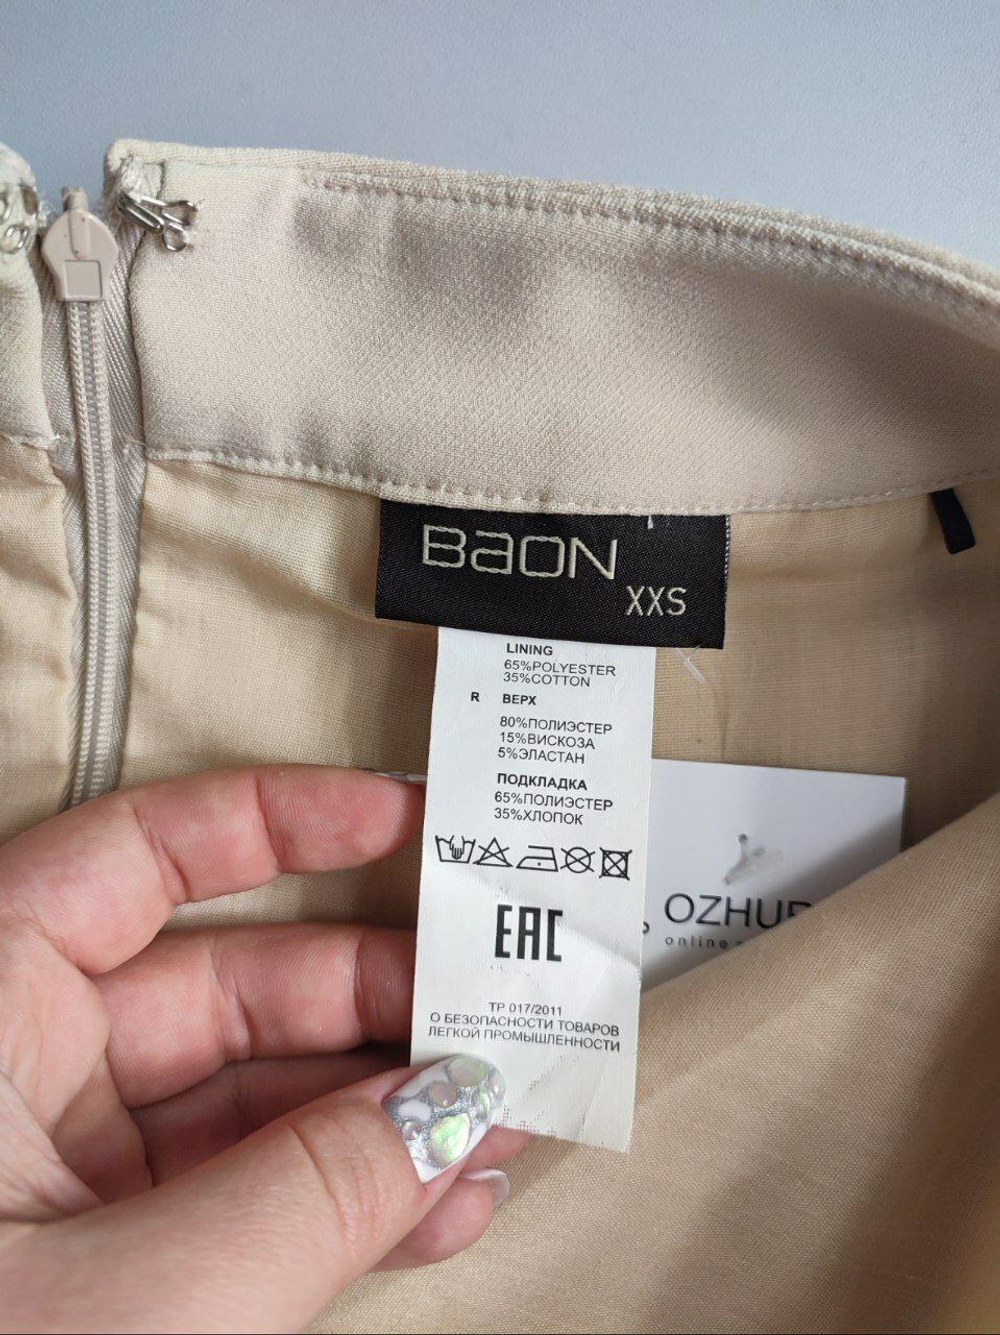 BAON
XXS
LINING
65%POLYESTER
35%COTTON
R ВЕРХ
80%ПОЛИЭСТЕР
15%ВИСКОЗА
5%ЭЛАСТАН
ПОДКЛАДКА
65%ПОЛИЭСТЕР
35%ХЛОПОК
EAC
ТР 017/2011
О БЕЗОПАСНОСТИ ТОВАРОВ
ЛЕГКОЙ ПРОМЫШЛЕННОСТИ
online